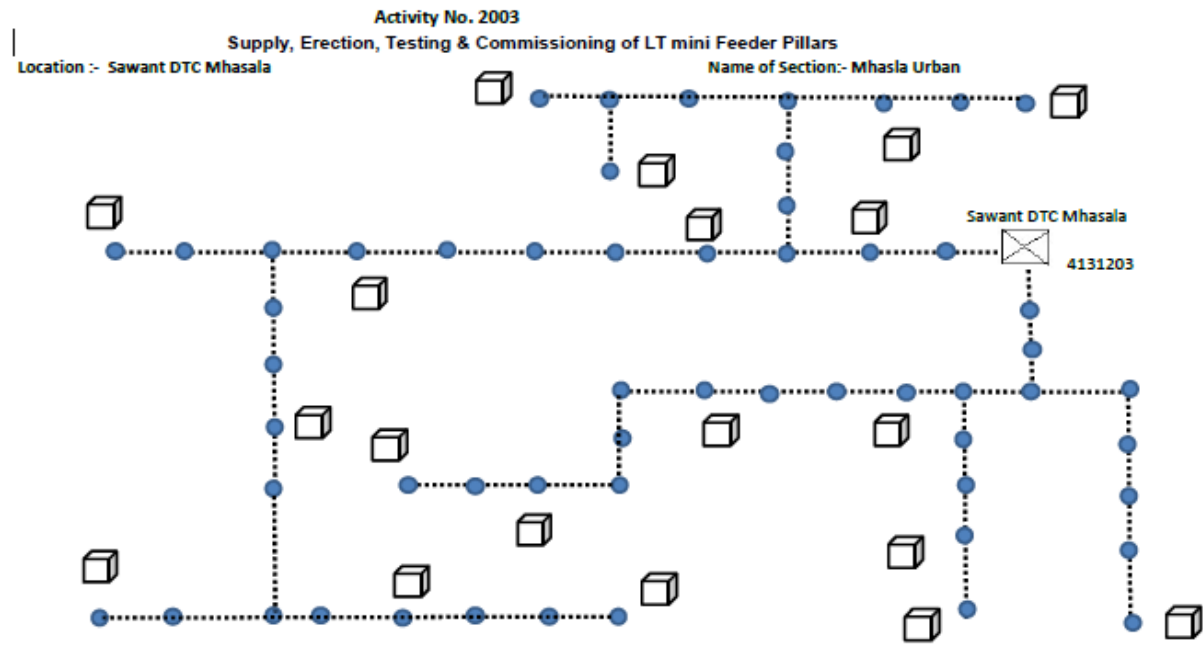 Activity No. 2003
Supply, Erection, Testing & Commissioning of LT mini Feeder Pillars
Location :- Sawant DTC Mhasala
Name of Section:- Mhasla Urban
Sawant DTC Mhasala
4131203